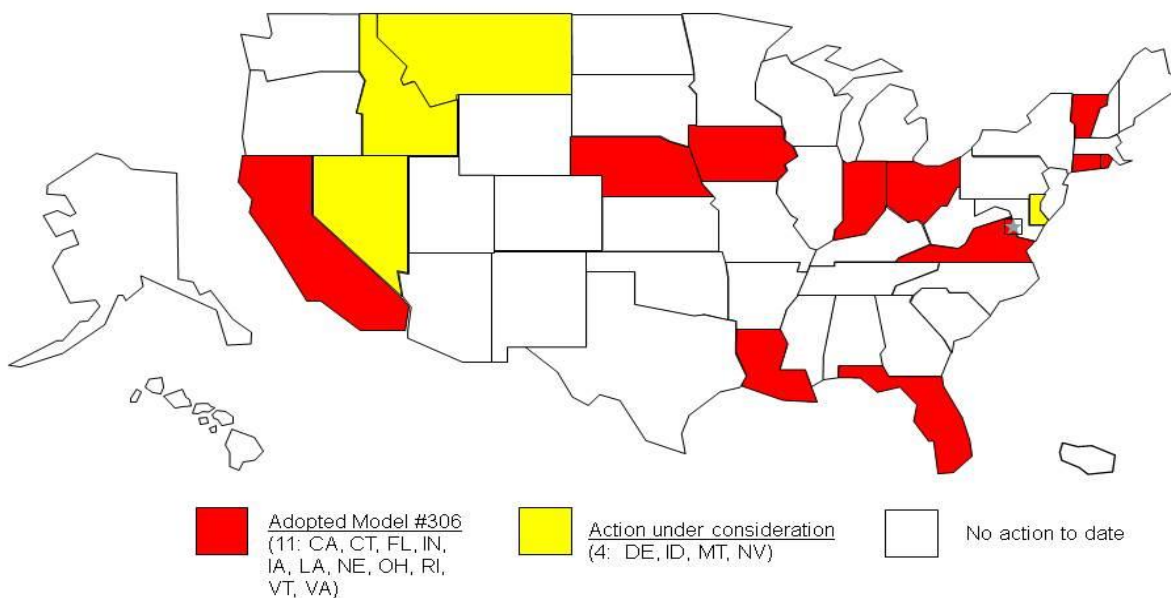 Adopted Model #306
(11: CA, CT, FL, IN,
IA, LA, NE, OH, RI,
VT, VA)
Action under consideration
(4: DE, ID, MT, NV)
No action to date